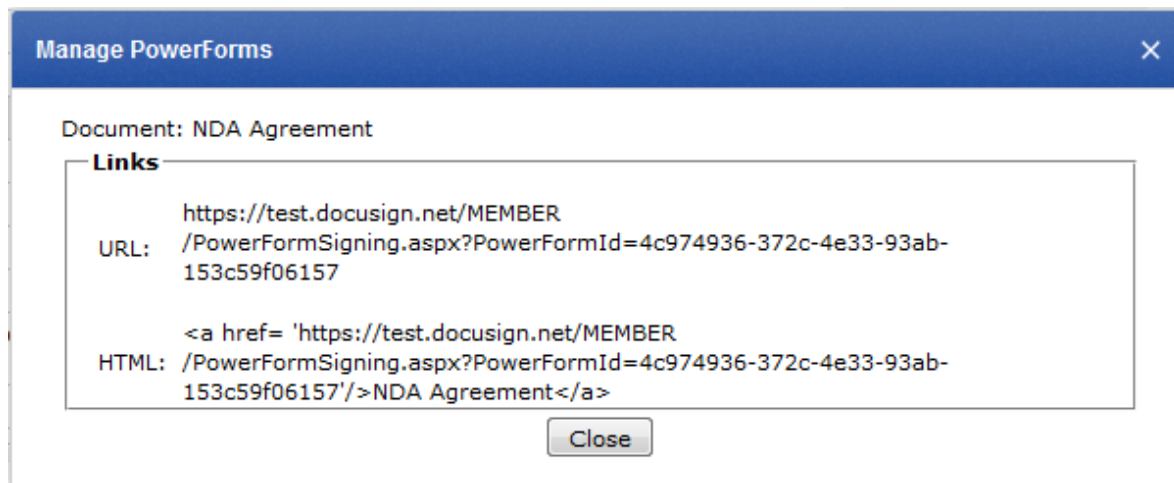 Manage PowerForms
Document: NDA Agreement
Links
URL:
https://test.docusign.net/MEMBER
/PowerFormSigning.aspx?PowerFormId=4c974936-372c-4e33-93ab-
153c59f06157
HTML:
<a href= 'https://test.docusign.net/MEMBER
/PowerFormSigning.aspx?PowerFormId=4c974936-372c-4e33-93ab-
153c59f06157'/>NDA Agreement</a>
Close